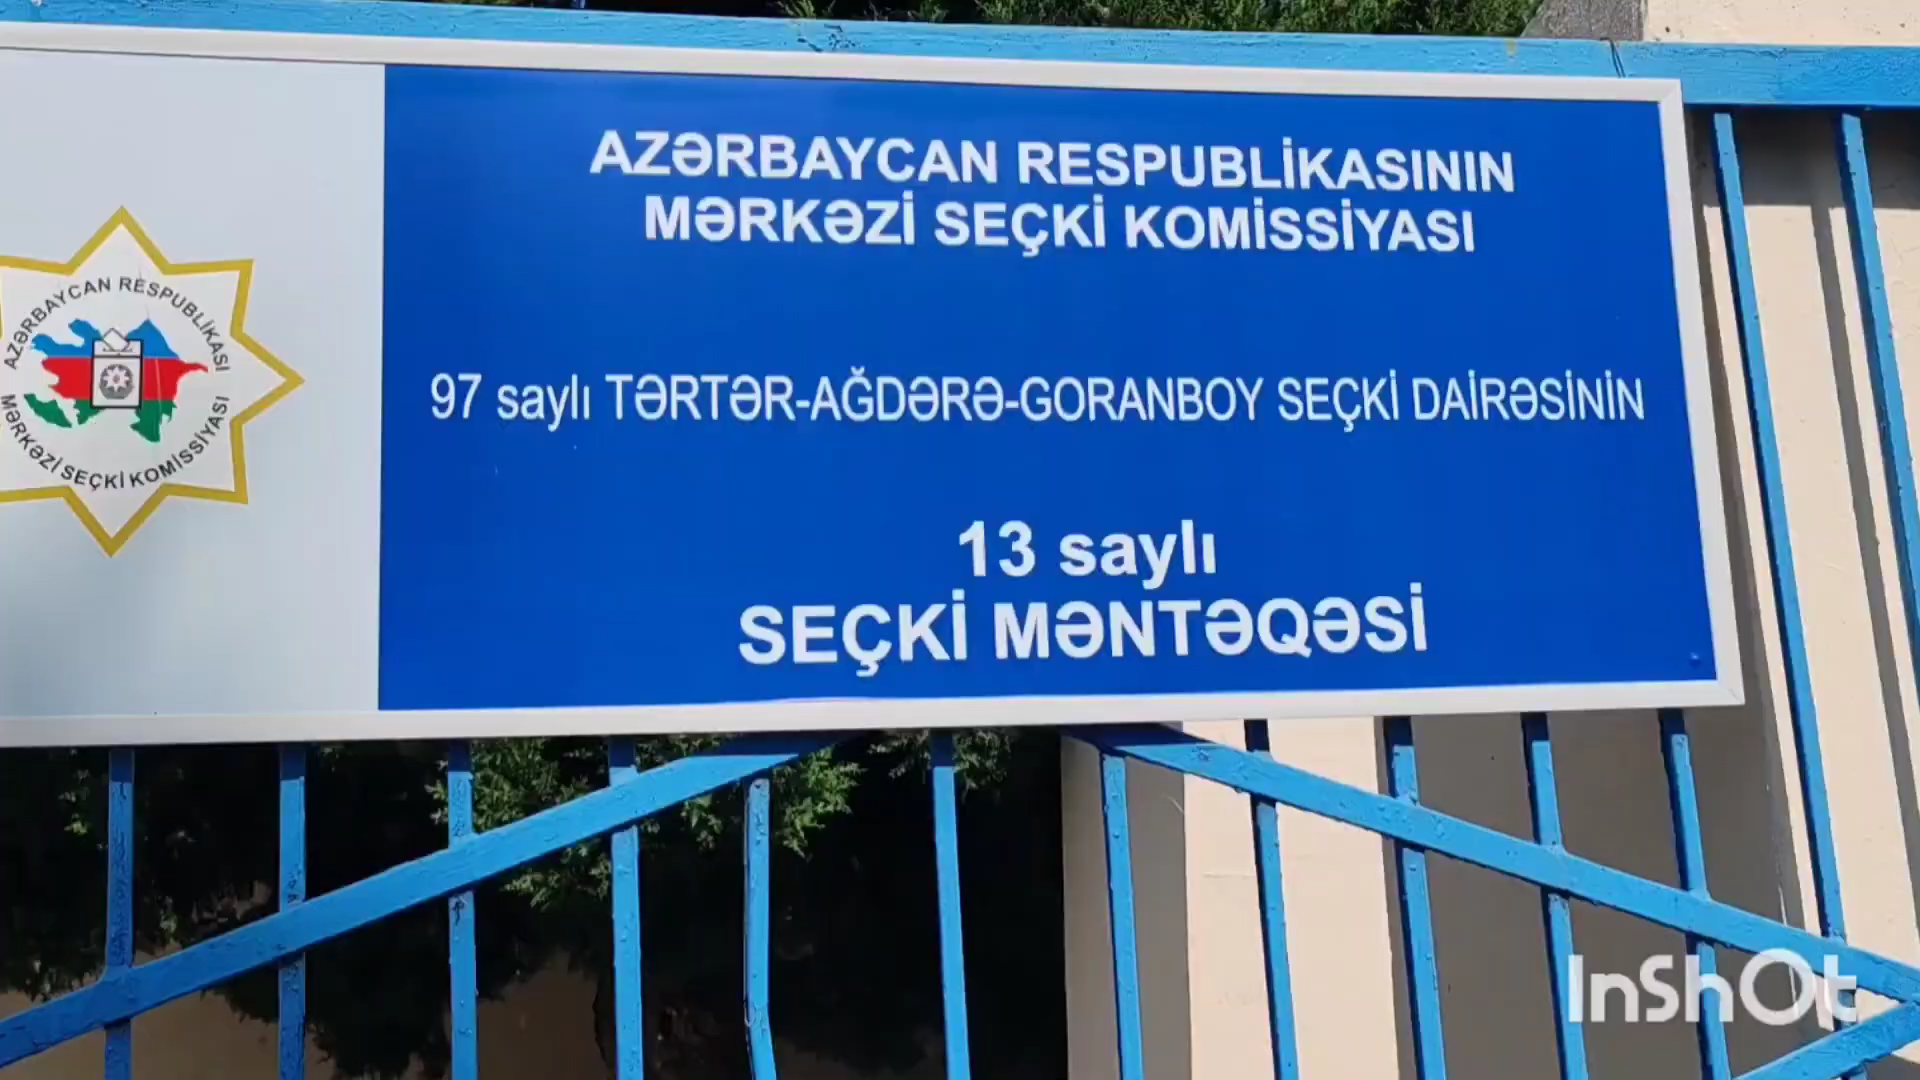 AZƏRBAYCAN RESPUBLİKASININ
MƏRKƏZİ SEÇKİ KOMİSSİYASI
AZƏRBAYCAN RESPUBLİKASI
MƏRKƏZİ SEÇKİ KOMİSSİYASI
97 saylı TƏRTƏR-AĞDƏRƏ-GORANBOY SEÇKİ DAİRƏSİNİN
13 saylı
SEÇKİ MƏNTƏQƏSİ
InShOt